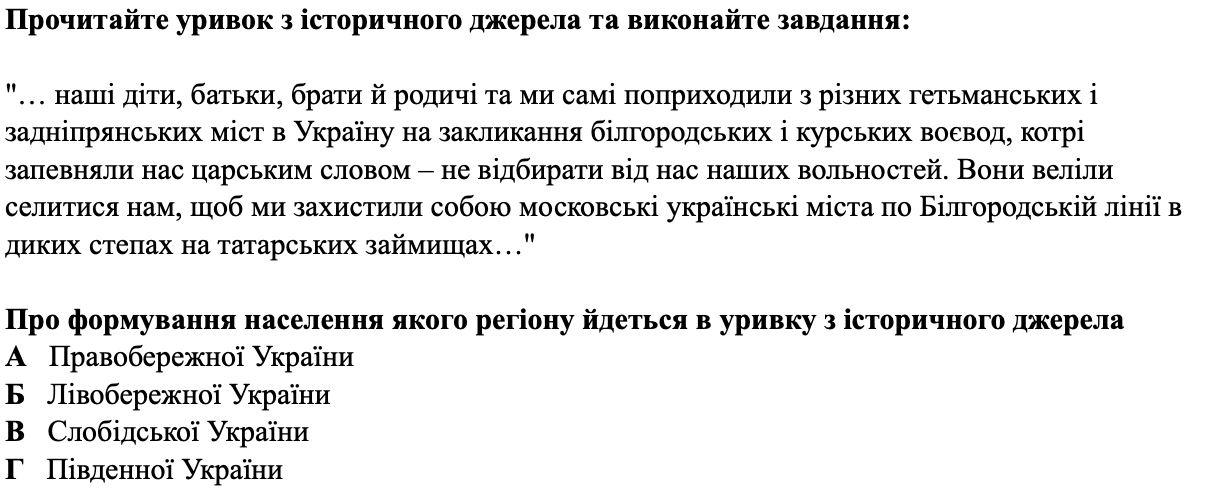 Прочитайте уривок з історичного джерела та виконайте завдання:
"… наші діти, батьки, брати й родичі та ми самі поприходили з різних гетьманських і
задніпрянських міст в Україну на закликання білгородських і курських воєвод, котрі
запевняли нас царським словом – не відбирати від нас наших вольностей. Вони веліли
селитися нам, щоб ми захистили собою московські українські міста по Білгородській лінії в
диких степах на татарських займищах…"
Про формування населення якого регіону йдеться в уривку з історичного джерела
А Правобережної України
Б Лівобережної України
В Слобідської України
Г Південної України